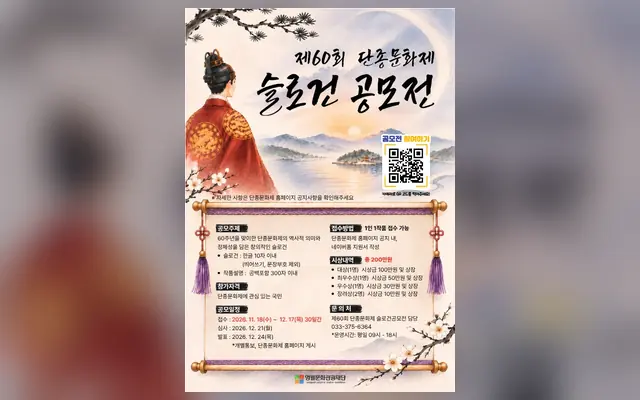 제60회 단종문화제
슬로건 공모전
공모전 참여하기
* 자세한 사항은 단종문화제 홈페이지 공지사항을 확인해주세요
공모주제
60주년을 맞이한 단종문화제의 역사적 의미와
정체성을 담은 창의적인 슬로건
• 슬로건 : 한글 10자 이내
(띄어쓰기, 문장부호 제외)
• 작품설명 : 공백포함 300자 이내
참가자격
단종문화제에 관심 있는 국민
공모일정
접수 : 2026. 11. 18(수) ~ 12. 17(목) 30일간
심사 : 2026. 12. 21(월)
발표 : 2026. 12. 24(목)
*개별통보, 단종문화제 홈페이지 게시
접수방법 1인 1작품 접수 가능
단종문화제 홈페이지 공지 내,
네이버폼 지원서 작성
시상내역 총 200만원
• 대상(1명) 시상금 100만원 및 상장
• 최우수상(1명) 시상금 50만원 및 상장
• 우수상(1명) 시상금 30만원 및 상장
• 장려상(2명) 시상금 10만원 및 상장
문 의 처
제60회 단종문화제 슬로건공모전 담당
033-375-6364
*운영시간: 평일 09시 - 18시
영월문화관광재단